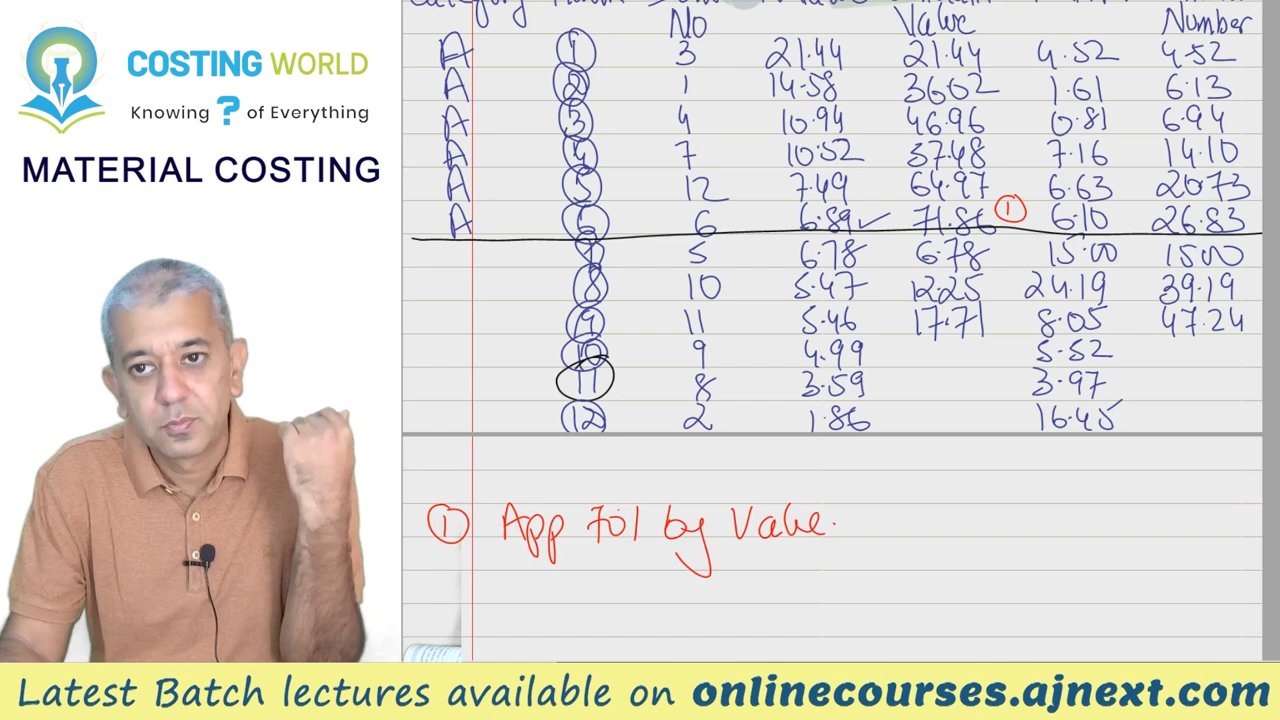 COSTING WORLD
Knowing ? of Everything
MATERIAL COSTING
No Value Number
A 1 3 21.44 21.44 4.52 4.52
A 2 1 14.58 36.02 1.61 6.13
A 3 4 10.94 46.96 0.81 6.94
A 4 7 10.52 37.48 7.16 14.10
A 5 12 7.49 64.97 6.63 20.73
A 6 6 6.89 ✓ 71.86 ① 6.10 26.83
7 5 6.78 6.78 15.00 15.00
8 10 5.47 12.25 24.19 39.19
9 11 5.46 17.71 8.05 47.24
10 9 4.99 5.52
11 8 3.59 3.97
12 2 1.86 16.45
① App 70% by Value.
Latest Batch lectures available on onlinecourses.ajnext.com